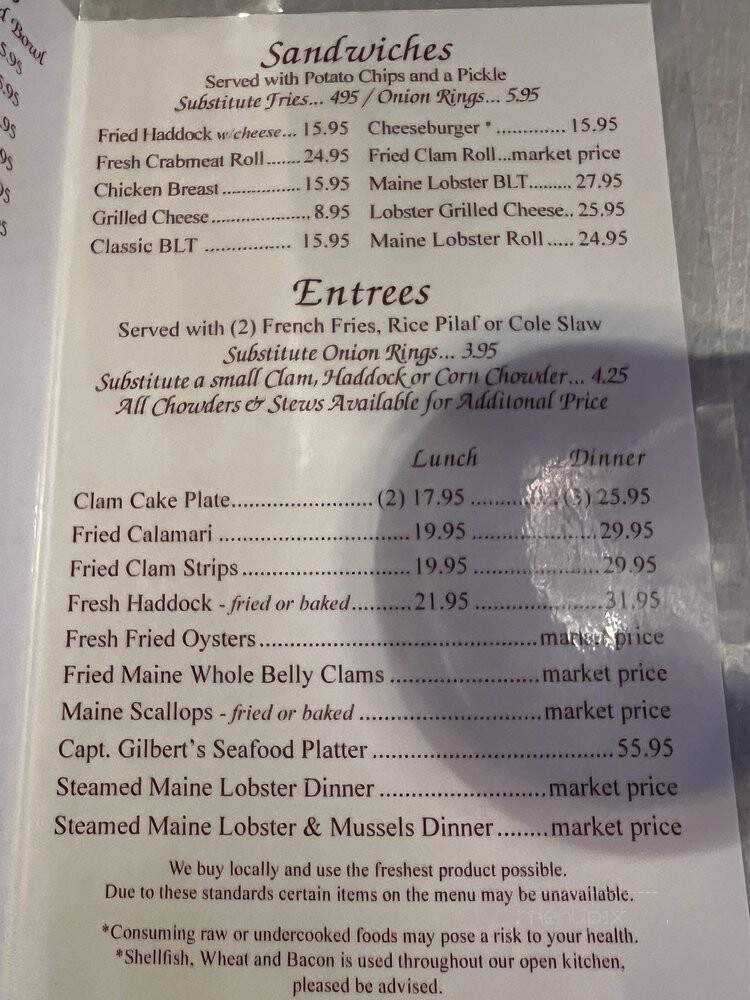 Bowl
5.95
Sandwiches
Served with Potato Chips and a Pickle
Substitute Fries... 495 / Onion Rings... 5.95
Fried Haddock w/cheese... 15.95
Fresh Crabmeat Roll.......24.95
Chicken Breast.................15.95
Grilled Cheese.....................8.95
Classic BLT ................. 15.95
Cheeseburger * ............. 15.95
Fried Clam Roll...market price
Maine Lobster BLT......... 27.95
Lobster Grilled Cheese.. 25.95
Maine Lobster Roll ..... 24.95
Entrees
Served with (2) French Fries, Rice Pilaf or Cole Slaw
Substitute Onion Rings... 3.95
Substitute a small Clam, Haddock or Corn Chowder... 4.25
All Chowders & Stews Available for Additonal Price
Lunch Dinner
Clam Cake Plate........................(2) 17.95 ..............(3) 25.95
Fried Calamari ................................19.95 .....................29.95
Fried Clam Strips............................19.95 .....................29.95
Fresh Haddock - fried or baked..........21.95 .....................31.95
Fresh Fried Oysters..............................................market price
Fried Maine Whole Belly Clams .........................market price
Maine Scallops - fried or baked ..............................market price
Capt. Gilbert's Seafood Platter .......................................55.95
Steamed Maine Lobster Dinner ...........................market price
Steamed Maine Lobster & Mussels Dinner........market price
We buy locally and use the freshest product possible.
Due to these standards certain items on the menu may be unavailable.
*Consuming raw or undercooked foods may pose a risk to your health.
*Shellfish, Wheat and Bacon is used throughout our open kitchen,
pleased be advised.